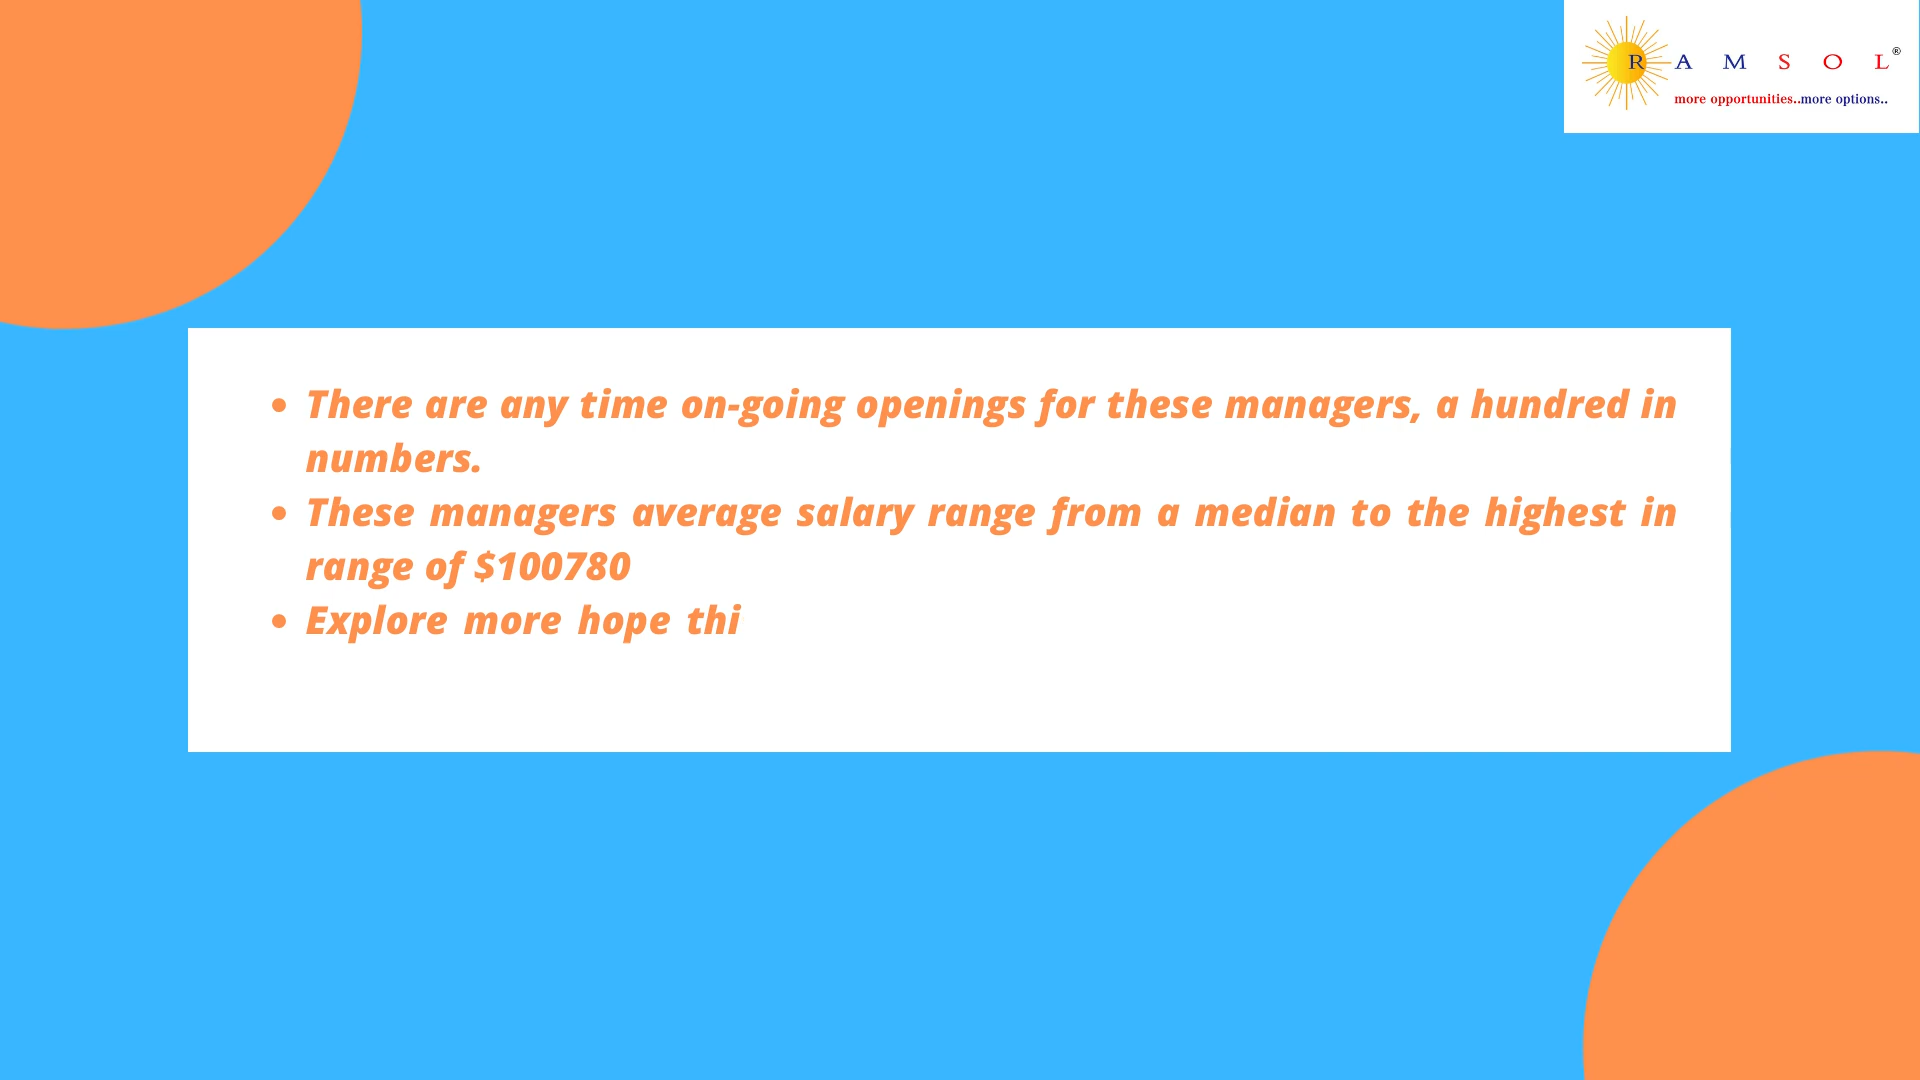 R A M S O L®
more opportunities..more options..
• There are any time on-going openings for these managers, a hundred in
numbers.
• These managers average salary range from a median to the highest in
range of $100780
• Explore more hope thi